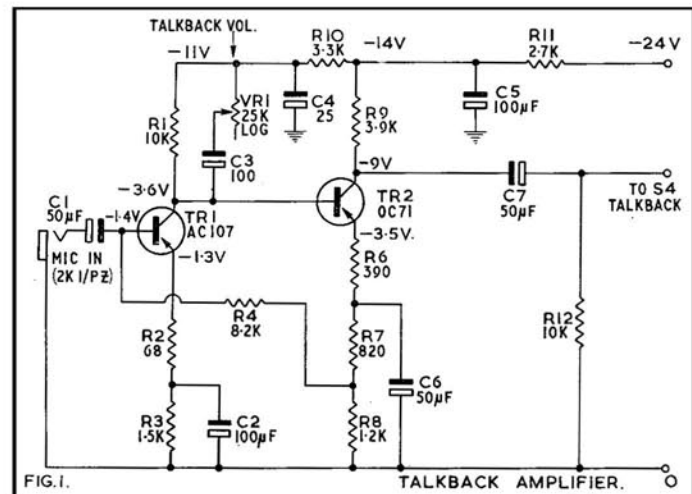 TALKBACK VOL.
R10
3.3K
-14V
R11
2.7K
-24V
-11V
R1
10K
VR1
25K
LOG
C4
25
R9
3.9K
C5
100µF
C3
100
-9V
-3.6V
C7
50µF
TO S4
TALKBACK
TR2
OC71
C1
50µF
-1.4V
TR1
AC107
-3.5V.
MIC IN
(2K I/PZ)
-1.3V
R6
390
R4
8.2K
R2
68
R7
820
R12
10K
C6
50µF
R3
1.5K
C2
100µF
R8
1.2K
FIG.1.
TALKBACK AMPLIFIER.
O